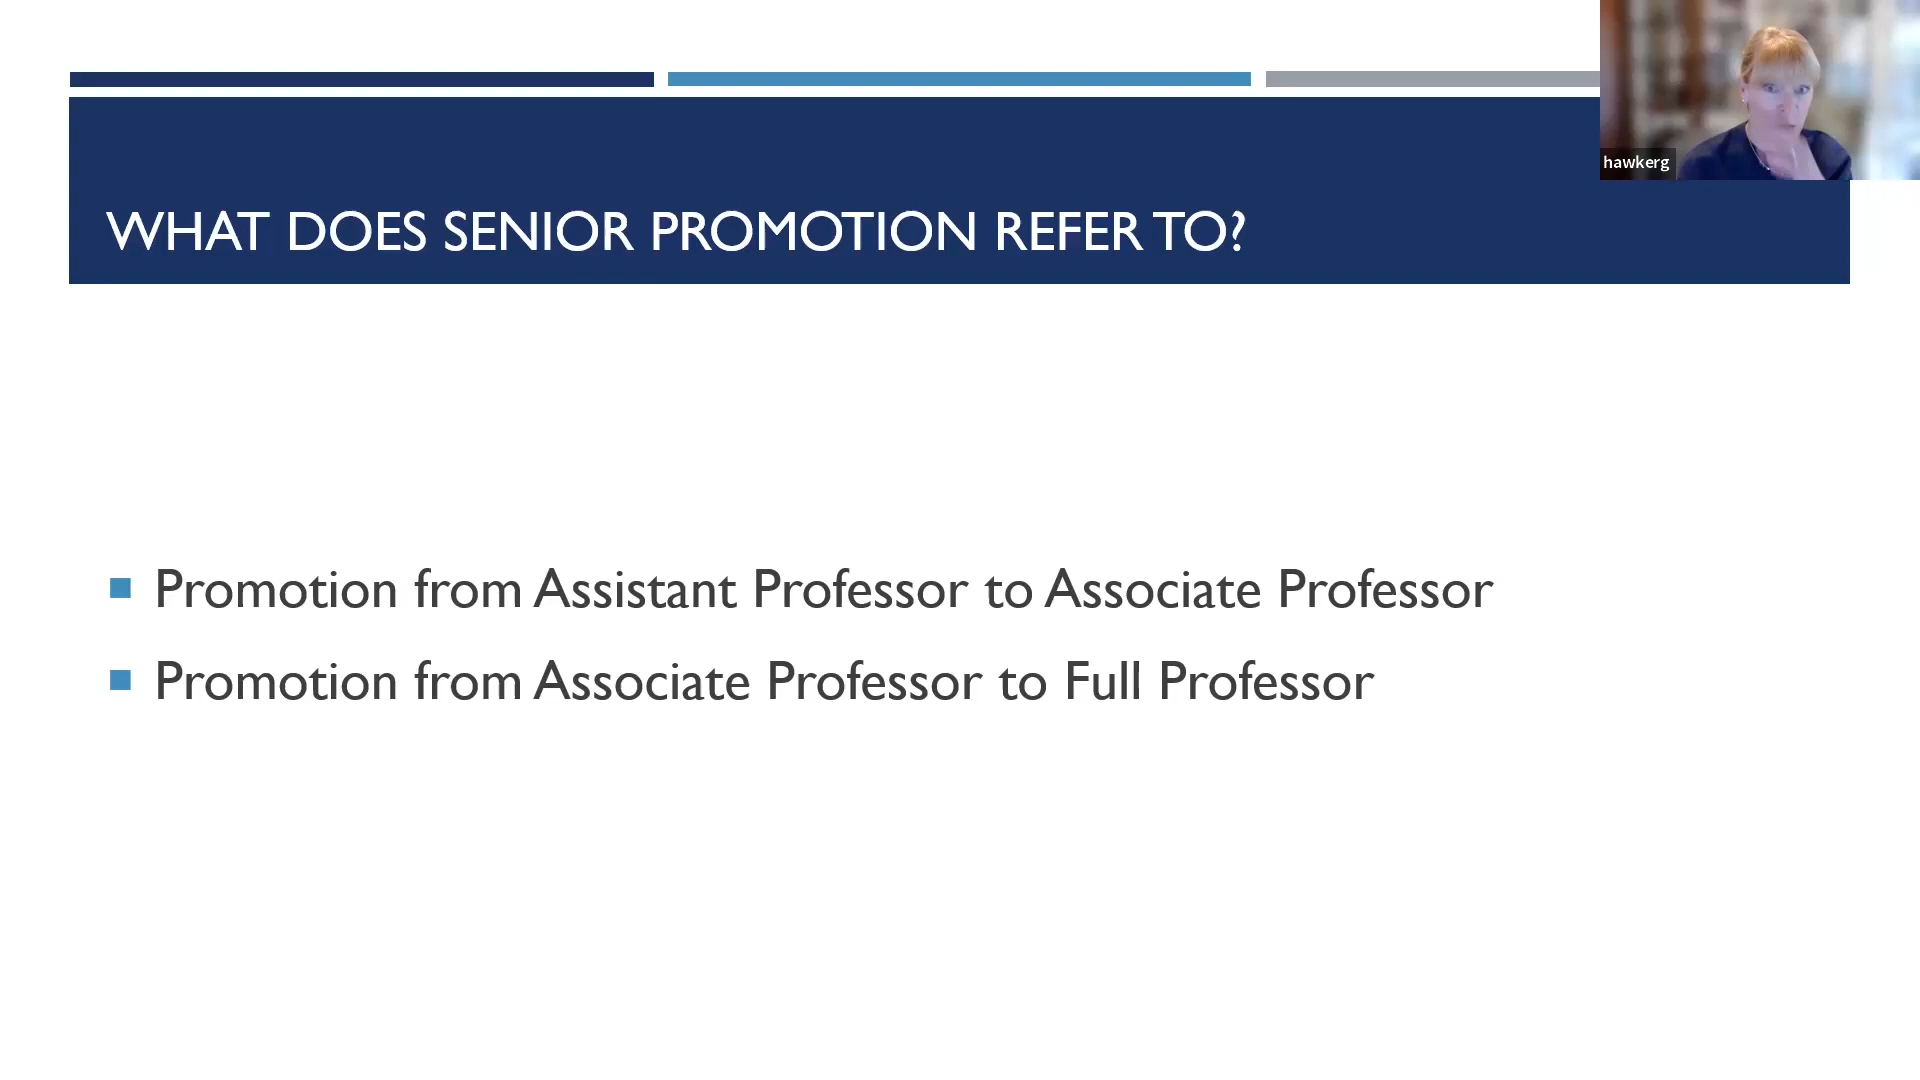 hawkerg
WHAT DOES SENIOR PROMOTION REFER TO?
Promotion from Assistant Professor to Associate Professor
Promotion from Associate Professor to Full Professor